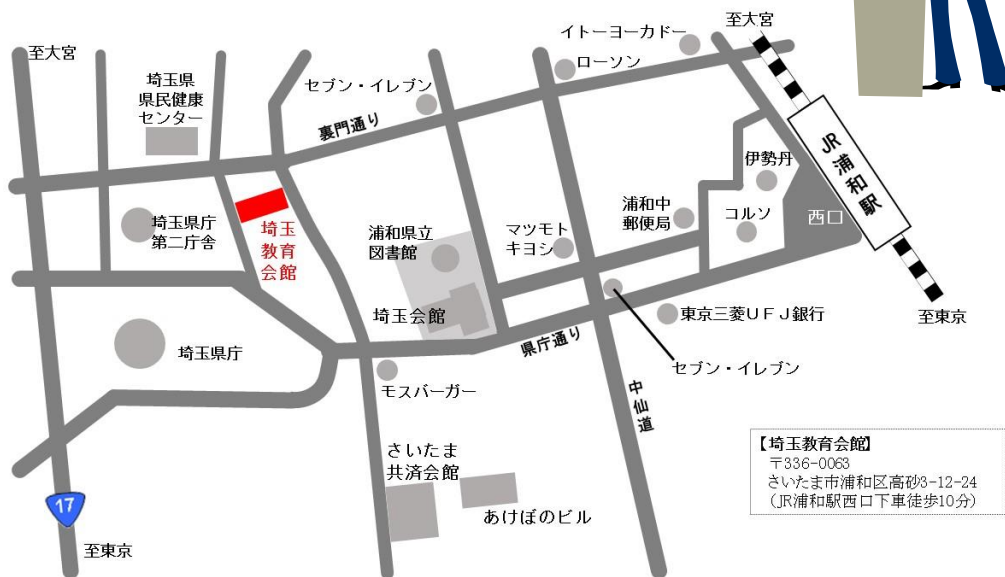 至大宮
イトーヨーカドー
至大宮
ローソン
埼玉県
県民健康
センター
セブン・イレブン
裏門通り
JR浦和駅
伊勢丹
コルソ
西口
浦和中
郵便局
マツモト
キヨシ
浦和県立
図書館
埼玉県庁
第二庁舎
埼玉
教育
会館
埼玉会館
至東京
東京三菱UFJ銀行
県庁通り
埼玉県庁
セブン・イレブン
モスバーガー
中仙道
さいたま
共済会館
あけぼのビル
17
至東京
【埼玉教育会館】
〒336-0063
さいたま市浦和区高砂3-12-24
(JR浦和駅西口下車徒歩10分)